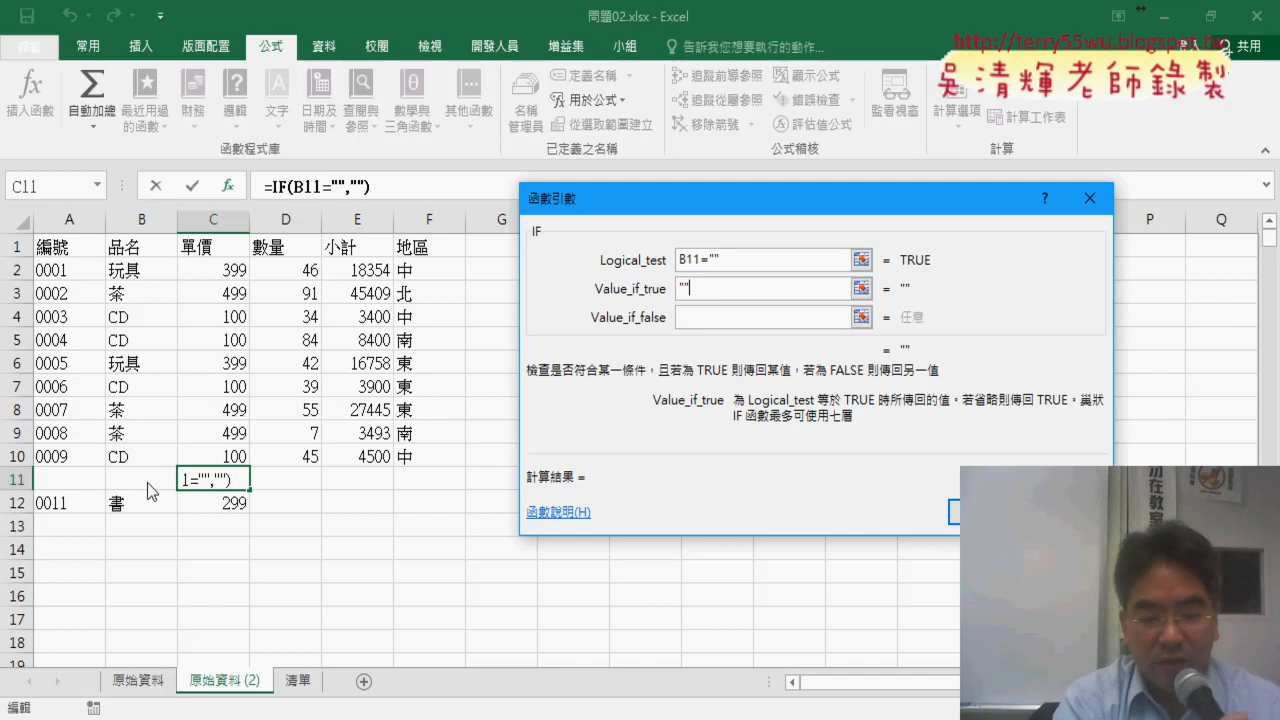 問題02.xlsx - Excel
http://terry55wu.blogspot.tw
吳清輝老師錄製
常用 插入 版面配置 公式 資料 校閱 檢視 開發人員 增益集 小組 告訴我您想要執行的動作... 共用
插入函數 自動加總 最近用過的函數 財務 邏輯 文字 日期及時間 查閱與參照 數學與三角函數 其他函數
名稱管理員 定義名稱 用於公式 從選取範圍建立
追蹤前導參照 追蹤從屬參照 移除箭號 顯示公式 錯誤檢查 評估值公式 監看視窗
計算選項 計算工作表
函數程式庫 已定義之名稱 公式稽核 計算
C11 fx =IF(B11="","")
A B C D E F G P Q
1 編號 品名 單價 數量 小計 地區
2 0001 玩具 399 46 18354 中
3 0002 茶 499 91 45409 北
4 0003 CD 100 34 3400 中
5 0004 CD 100 84 8400 南
6 0005 玩具 399 42 16758 東
7 0006 CD 100 39 3900 東
8 0007 茶 499 55 27445 東
9 0008 茶 499 7 3493 南
10 0009 CD 100 45 4500 中
11 1="","")
12 0011 書 299
13
14
15
16
17
18
19
函數引數 ?
IF
Logical_test B11="" = TRUE
Value_if_true "" = ""
Value_if_false = 任意
= ""
檢查是否符合某一條件，且若為 TRUE 則傳回某值，若為 FALSE 則傳回另一值
Value_if_true 為 Logical_test 等於 TRUE 時所傳回的值。若省略則傳回 TRUE。巢狀
IF 函數最多可使用七層
計算結果 =
函數說明(H)
原始資料 原始資料 (2) 清單
編輯